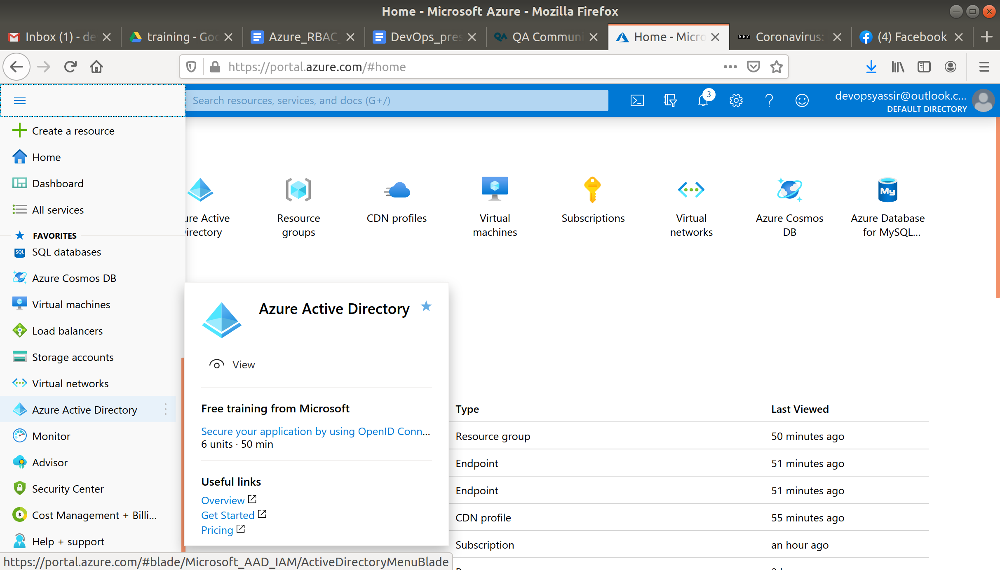 Home - Microsoft Azure - Mozilla Firefox
Inbox (1) - de
training - Goo
Azure_RBAC_
DevOps_pres
QA Communi
Home - Micro
BBC
Coronavirus:
(4) Facebook
https://portal.azure.com/#home
Search resources, services, and docs (G+/)
3
devopsyassir@outlook.c...
DEFAULT DIRECTORY
Create a resource
Home
Dashboard
All services
FAVORITES
SQL databases
Azure Cosmos DB
Virtual machines
Load balancers
Storage accounts
Virtual networks
Azure Active Directory
Monitor
Advisor
Security Center
Cost Management + Billi...
Help + support
ure Active
irectory
Resource
groups
CDN profiles
Virtual
machines
Subscriptions
Virtual
networks
Azure Cosmos
DB
My
Azure Database
for MySQL...
Azure Active Directory
View
Free training from Microsoft
Secure your application by using OpenID Conn...
6 units · 50 min
Useful links
Overview
Get Started
Pricing
Type Last Viewed
Resource group 50 minutes ago
Endpoint 51 minutes ago
Endpoint 51 minutes ago
CDN profile 55 minutes ago
Subscription an hour ago
https://portal.azure.com/#blade/Microsoft_AAD_IAM/ActiveDirectoryMenuBlade